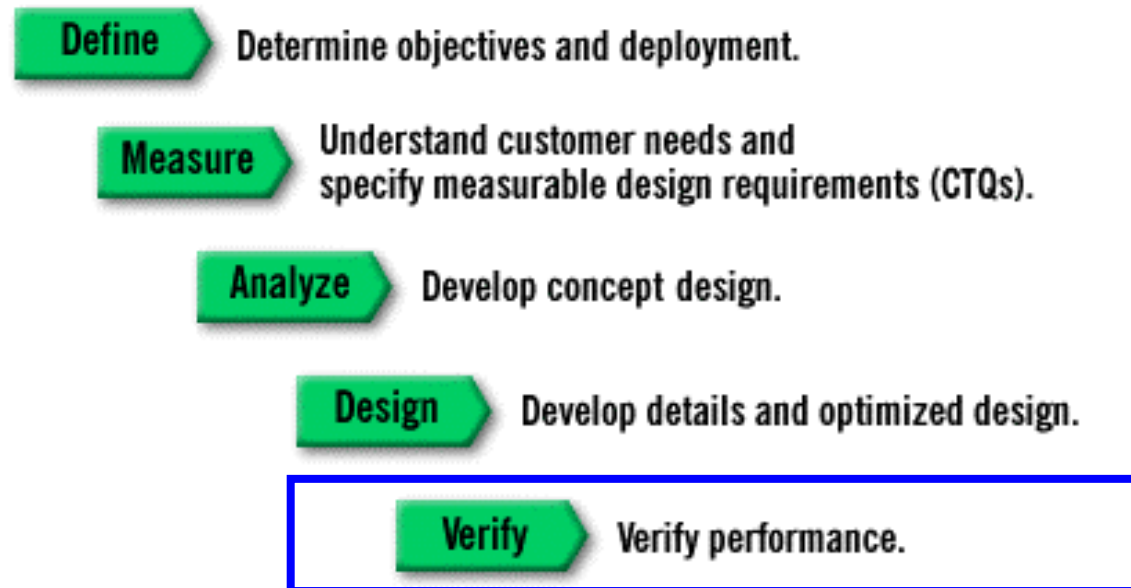 Define Determine objectives and deployment.
Measure Understand customer needs and
specify measurable design requirements (CTQs).
Analyze Develop concept design.
Design Develop details and optimized design.
Verify Verify performance.